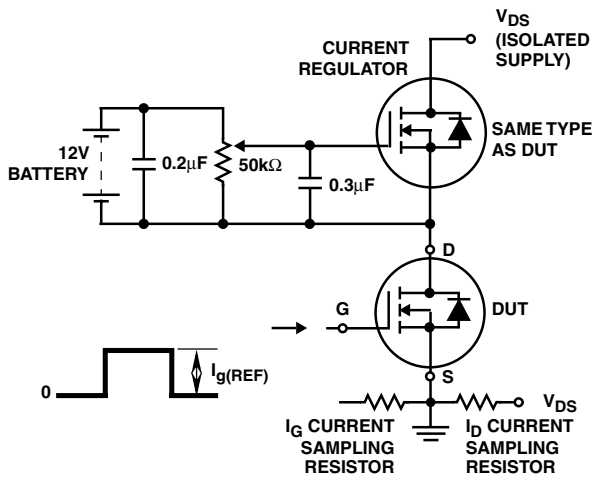 V_DS
(ISOLATED
SUPPLY)
CURRENT
REGULATOR
SAME TYPE
AS DUT
12V
BATTERY
0.2µF
50kΩ
0.3µF
D
G
DUT
S
0
I_g(REF)
V_DS
I_G CURRENT
SAMPLING
RESISTOR
I_D CURRENT
SAMPLING
RESISTOR